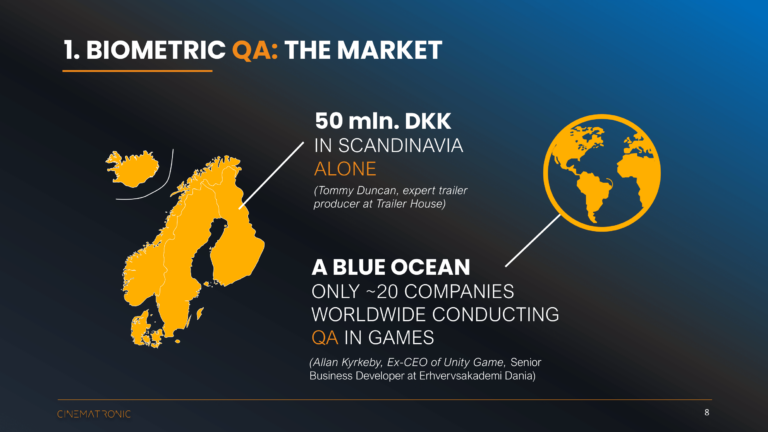 1. BIOMETRIC QA: THE MARKET
50 mln. DKK
IN SCANDINAVIA
ALONE
(Tommy Duncan, expert trailer
producer at Trailer House)
A BLUE OCEAN
ONLY ~20 COMPANIES
WORLDWIDE CONDUCTING
QA IN GAMES
(Allan Kyrkeby, Ex-CEO of Unity Game, Senior
Business Developer at Erhvervsakademi Dania)
CINEMATRONIC
8